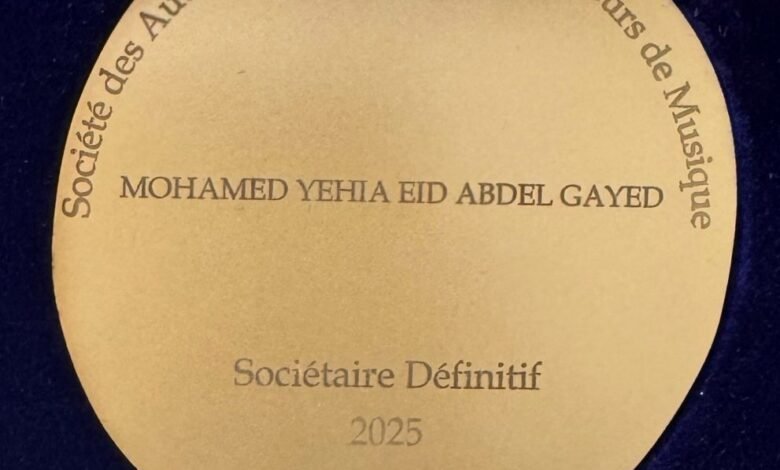 Société des Au
urs de Musique
MOHAMED YEHIA EID ABDEL GAYED
Sociétaire Définitif
2025